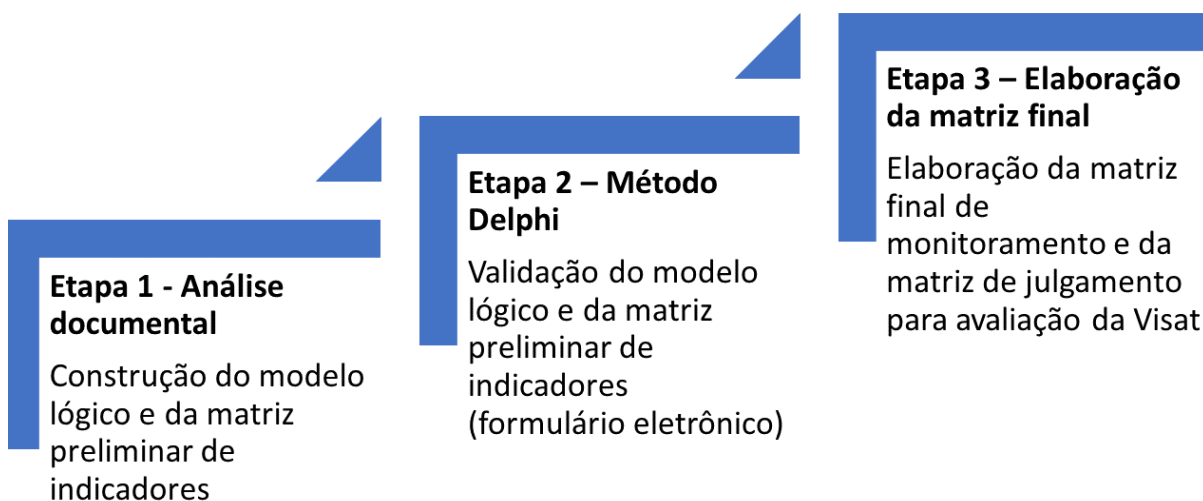 Etapa 1 - Análise
documental
Construção do modelo
lógico e da matriz
preliminar de
indicadores
Etapa 2 – Método
Delphi
Validação do modelo
lógico e da matriz
preliminar de
indicadores
(formulário eletrônico)
Etapa 3 – Elaboração
da matriz final
Elaboração da matriz
final de
monitoramento e da
matriz de julgamento
para avaliação da Visat